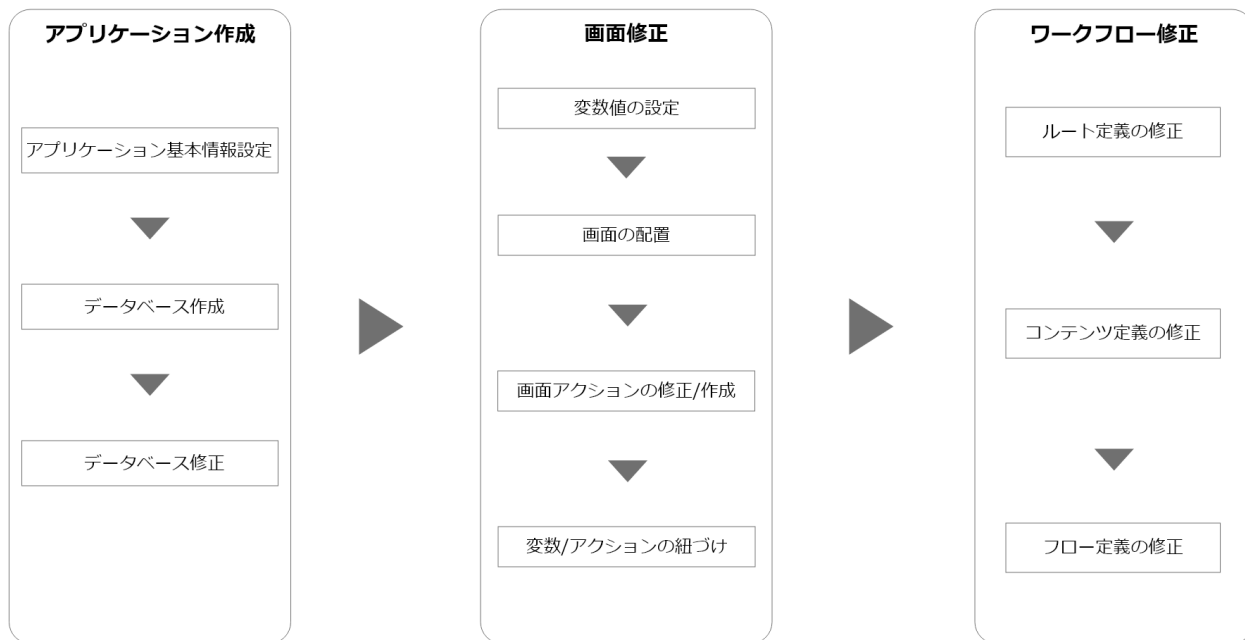 アプリケーション作成
アプリケーション基本情報設定
データベース作成
データベース修正
画面修正
変数値の設定
画面の配置
画面アクションの修正/作成
変数/アクションの紐づけ
ワークフロー修正
ルート定義の修正
コンテンツ定義の修正
フロー定義の修正